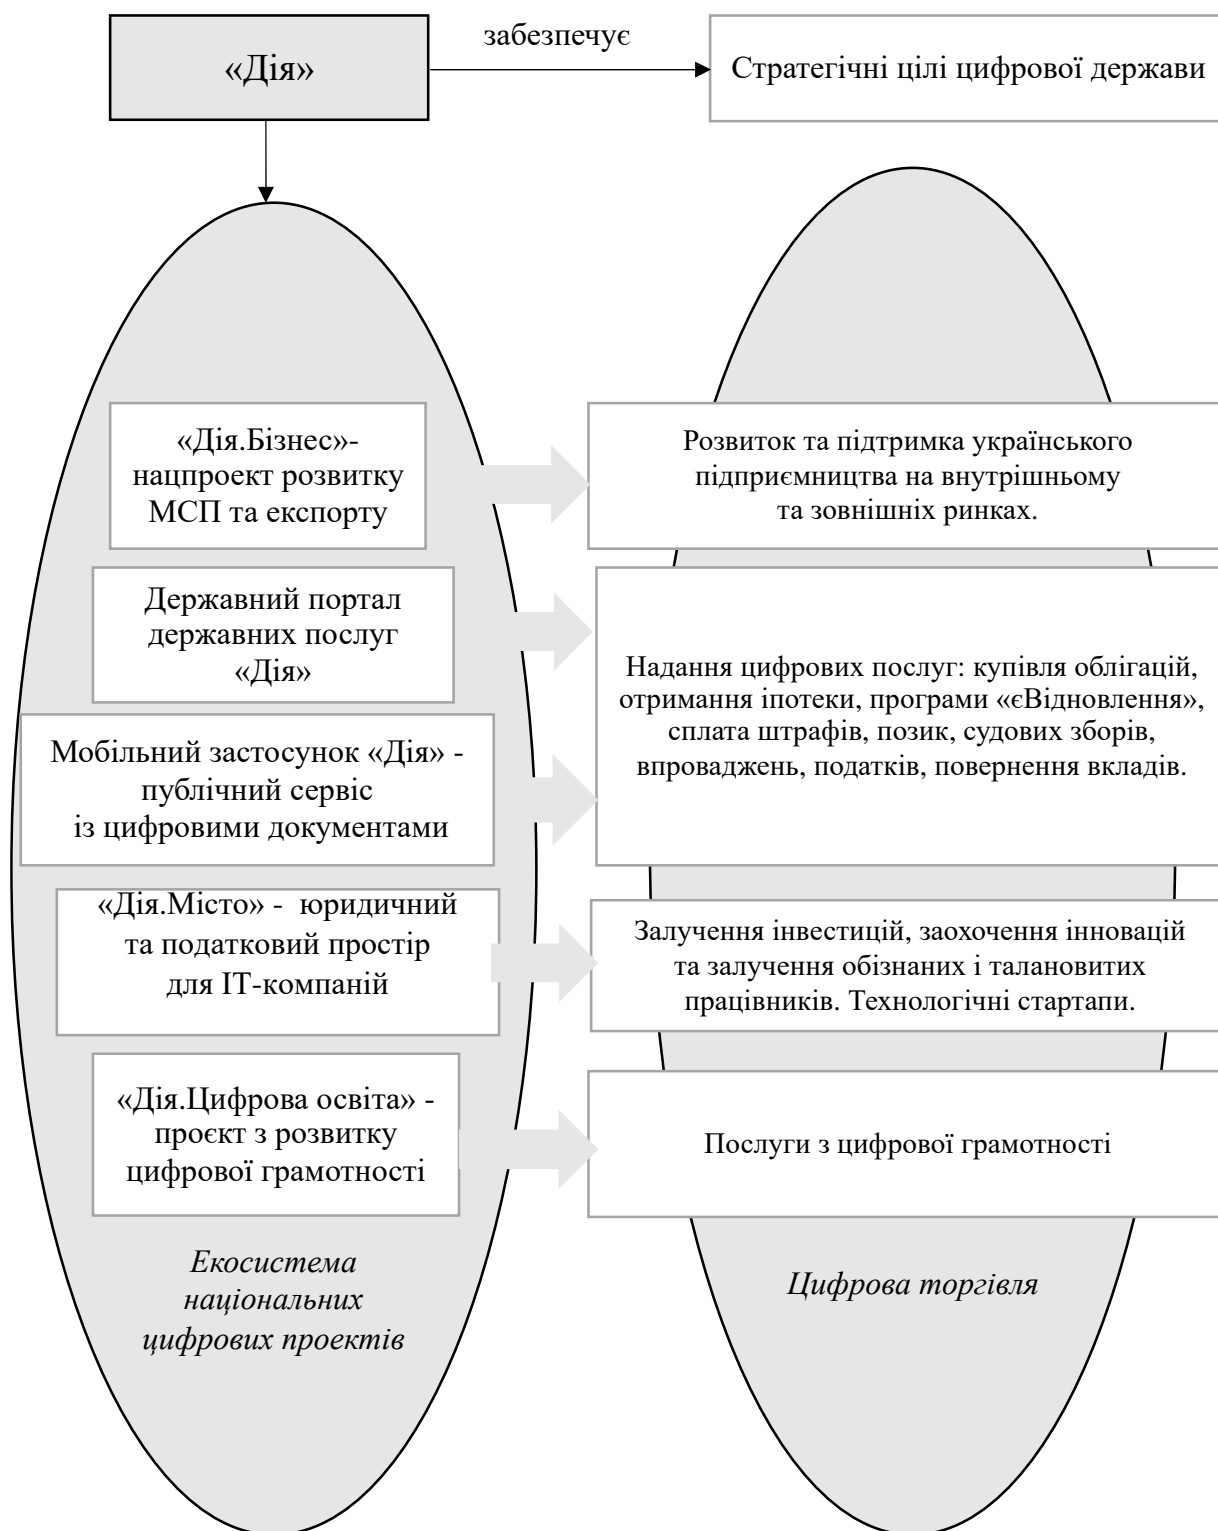 «Дія»
забезпечує
Стратегічні цілі цифрової держави
«Дія.Бізнес»-
нацпроект розвитку
МСП та експорту
Розвиток та підтримка українського
підприємництва на внутрішньому
та зовнішніх ринках.
Державний портал
державних послуг
«Дія»
Надання цифрових послуг: купівля облігацій,
отримання іпотеки, програми «єВідновлення»,
сплата штрафів, позик, судових зборів,
впроваджень, податків, повернення вкладів.
Мобільний застосунок «Дія» -
публічний сервіс
із цифровими документами
«Дія.Місто» - юридичний
та податковий простір
для ІТ-компаній
Залучення інвестицій, заохочення інновацій
та залучення обізнаних і талановитих
працівників. Технологічні стартапи.
«Дія.Цифрова освіта» -
проєкт з розвитку
цифрової грамотності
Послуги з цифрової грамотності
Екосистема
національних
цифрових проектів
Цифрова торгівля